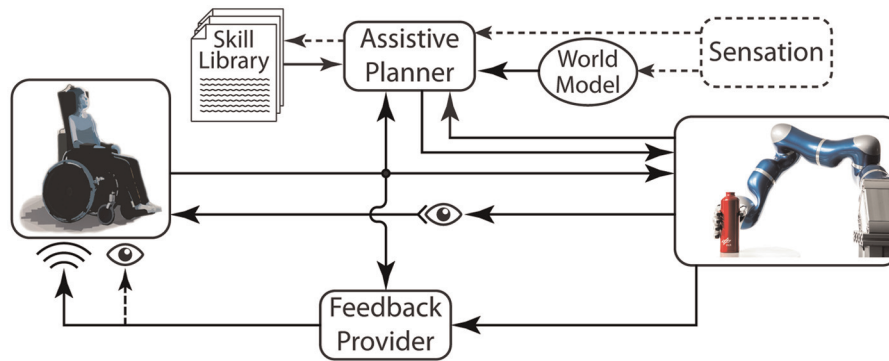 Skill
Library
Assistive
Planner
World
Model
Sensation
Feedback
Provider